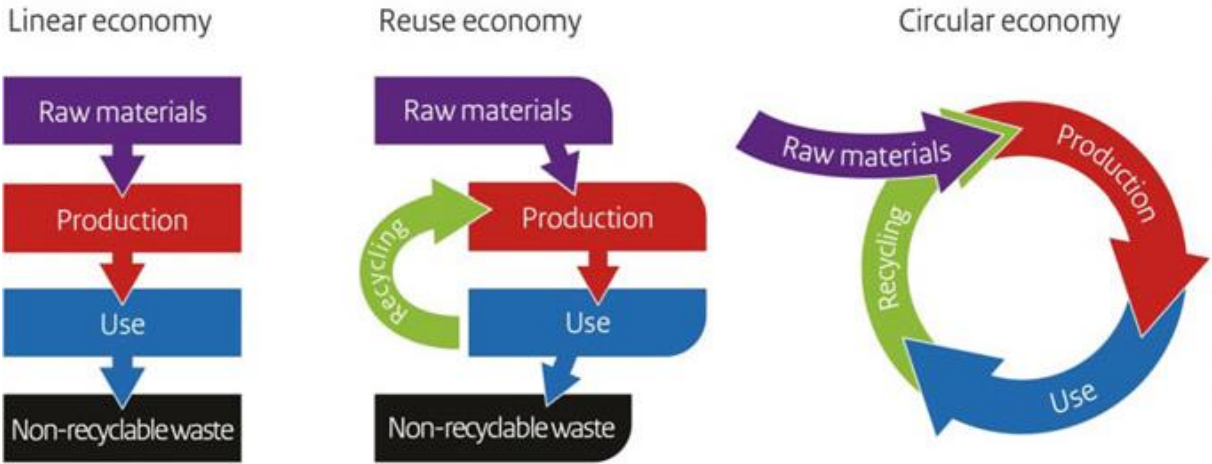 Linear economy
Raw materials
Production
Use
Non-recyclable waste
Reuse economy
Raw materials
Production
Recycling
Use
Non-recyclable waste
Circular economy
Raw materials
Production
Recycling
Use